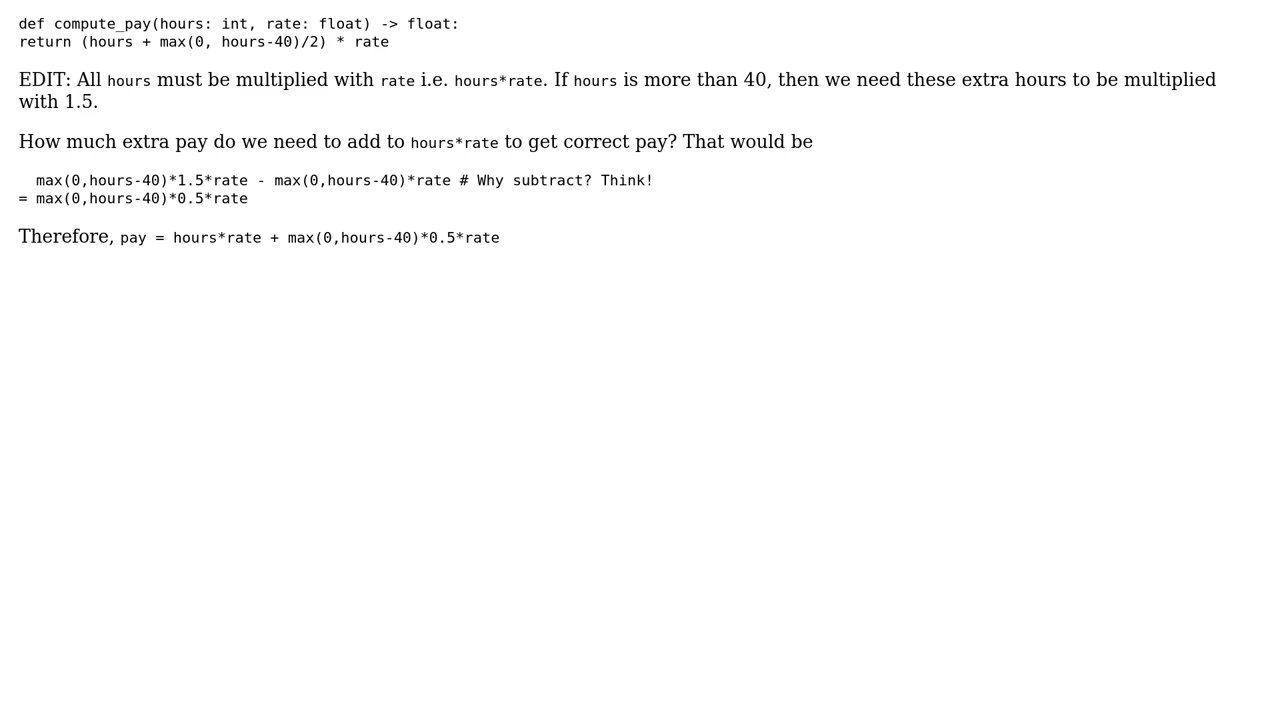 def compute_pay(hours: int, rate: float) -> float:
return (hours + max(0, hours-40)/2) * rate
EDIT: All hours must be multiplied with rate i.e. hours*rate. If hours is more than 40, then we need these extra hours to be multiplied
with 1.5.
How much extra pay do we need to add to hours*rate to get correct pay? That would be
  max(0,hours-40)*1.5*rate - max(0,hours-40)*rate # Why subtract? Think!
= max(0,hours-40)*0.5*rate
Therefore, pay = hours*rate + max(0,hours-40)*0.5*rate